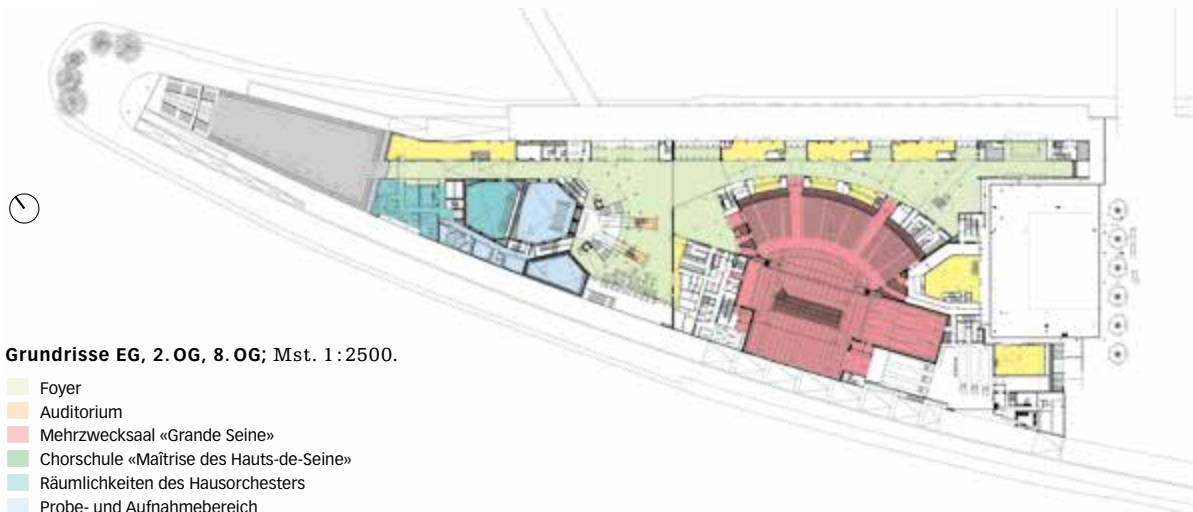 Grundrisse EG, 2. OG, 8. OG; Mst. 1 : 2500.
Foyer
Auditorium
Mehrzwecksaal «Grande Seine»
Chorschule «Maîtrise des Hauts-de-Seine»
Räumlichkeiten des Hausorchesters
Probe- und Aufnahmebereich